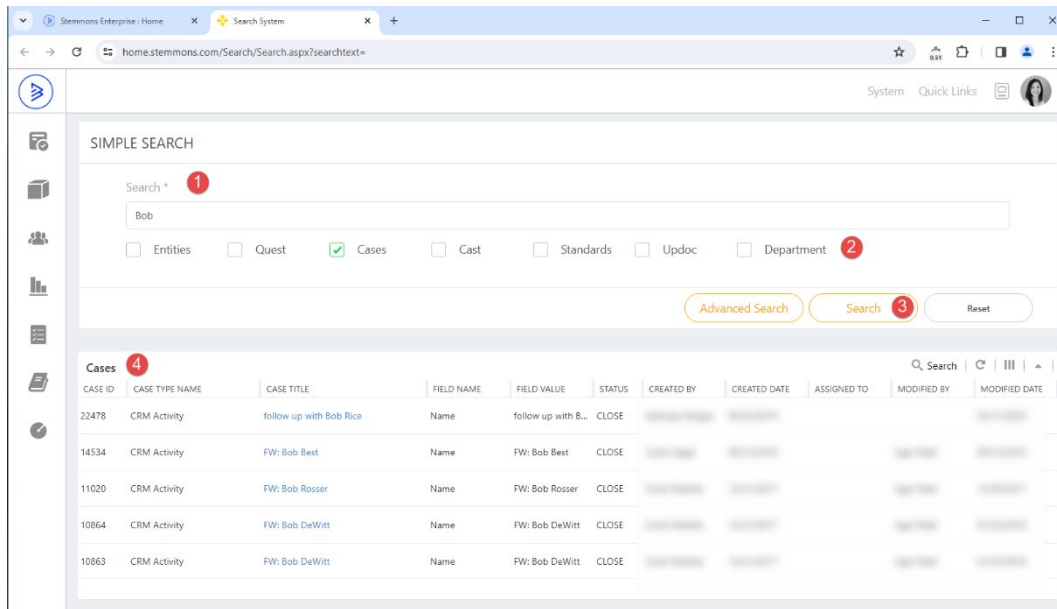 Stemmons Enterprise : Home
Search System
home.stemmons.com/Search/Search.aspx?searchtext=
0.51
System Quick Links
SIMPLE SEARCH
Search * 1
Bob
Entities Quest Cases Cast Standards Updoc Department 2
Advanced Search Search 3 Reset
Cases 4 Search
CASE ID CASE TYPE NAME CASE TITLE FIELD NAME FIELD VALUE STATUS CREATED BY CREATED DATE ASSIGNED TO MODIFIED BY MODIFIED DATE
22478 CRM Activity follow up with Bob Rice Name follow up with B... CLOSE
14534 CRM Activity FW: Bob Best Name FW: Bob Best CLOSE
11020 CRM Activity FW: Bob Rosser Name FW: Bob Rosser CLOSE
10864 CRM Activity FW: Bob DeWitt Name FW: Bob DeWitt CLOSE
10863 CRM Activity FW: Bob DeWitt Name FW: Bob DeWitt CLOSE